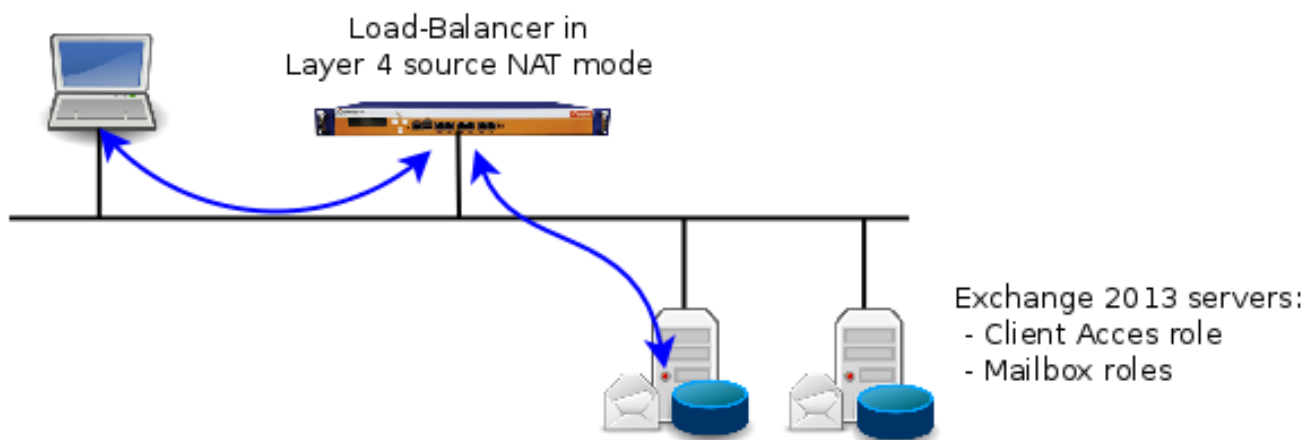 Load-Balancer in
Layer 4 source NAT mode
Exchange 2013 servers:
- Client Acces role
- Mailbox roles